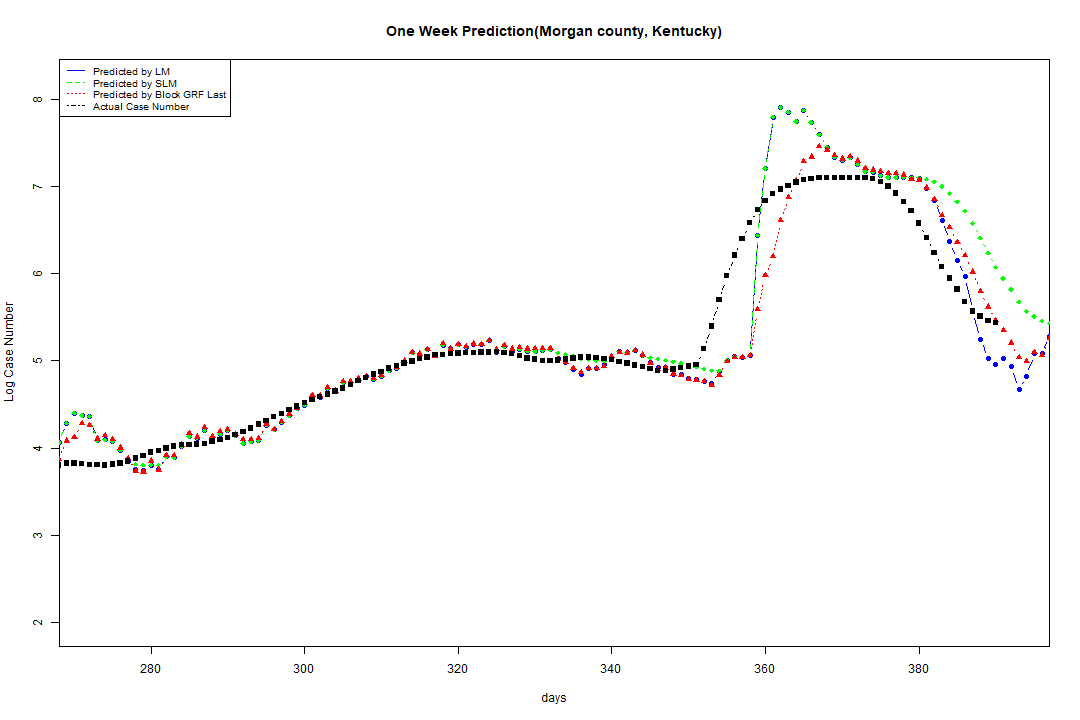 One Week Prediction(Morgan county, Kentucky)
Predicted by LM
Predicted by SLM
Predicted by Block GRF Last
Actual Case Number
8
7
6
5
4
3
2
Log Case Number
280 300 320 340 360 380
days